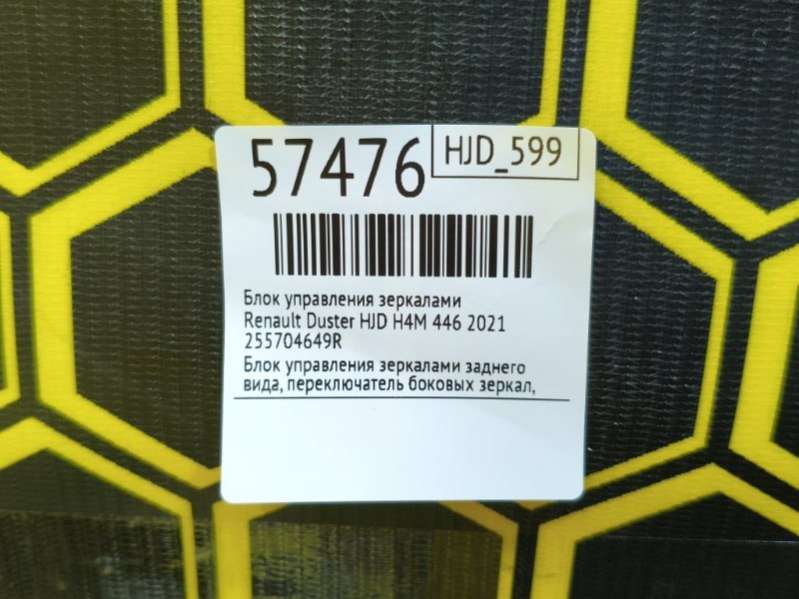 57476
HJD_599
Блок управления зеркалами
Renault Duster HJD H4M 446 2021
255704649R
Блок управления зеркалами заднего
вида, переключатель боковых зеркал,